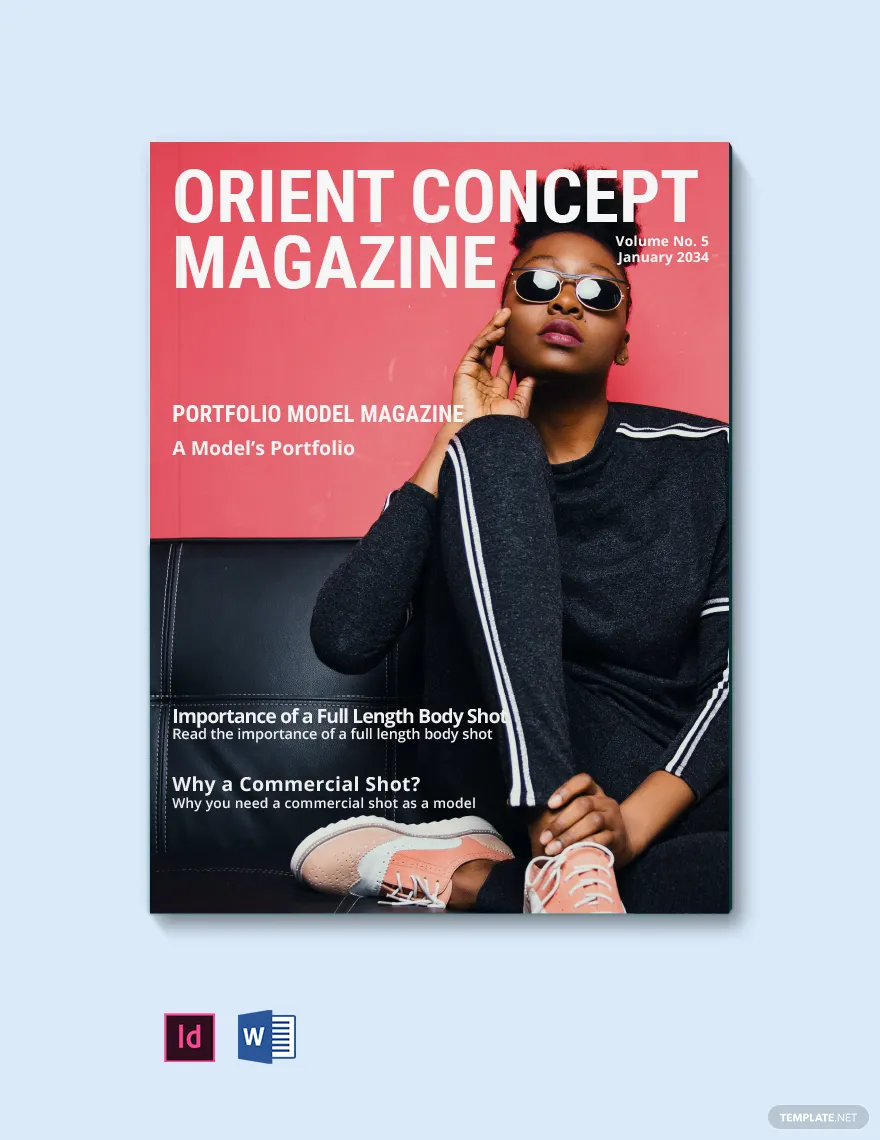 ORIENT CONCEPT
MAGAZINE
Volume No. 5
January 2034
PORTFOLIO MODEL MAGAZINE
A Model’s Portfolio
Importance of a Full Length Body Shot
Read the importance of a full length body shot
Why a Commercial Shot?
Why you need a commercial shot as a model
Id
W
TEMPLATE.NET